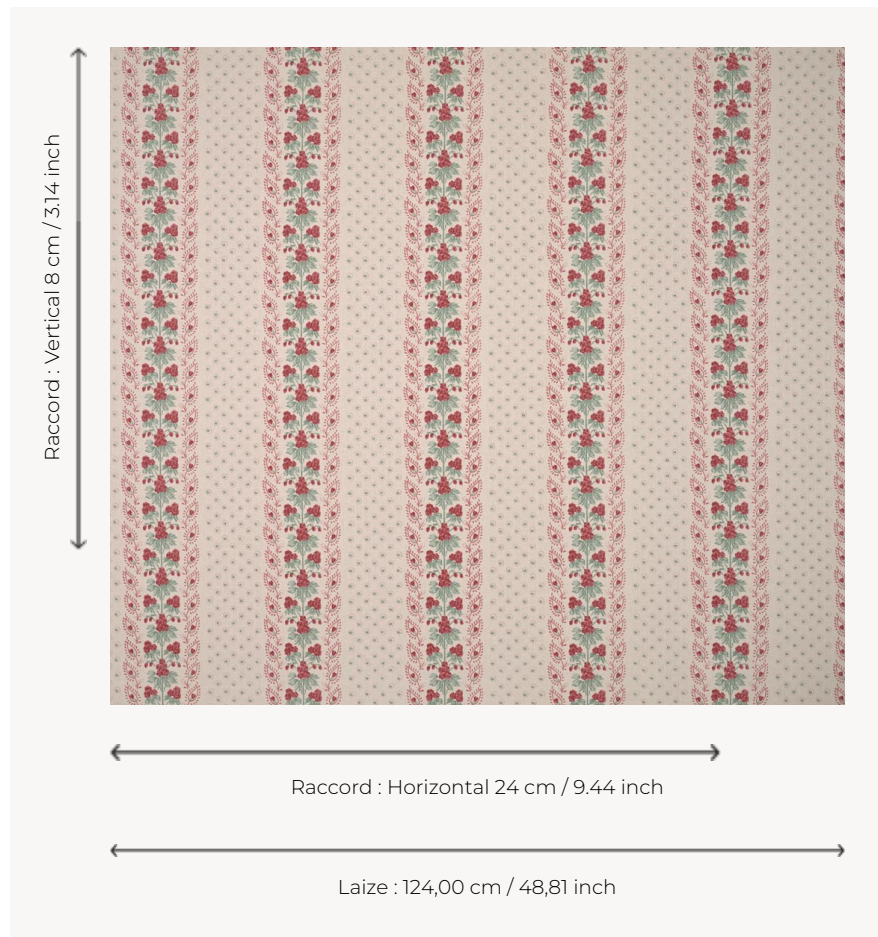 Raccord : Vertical 8 cm / 3.14 inch
Raccord : Horizontal 24 cm / 9.44 inch
Laize : 124,00 cm / 48,81 inch